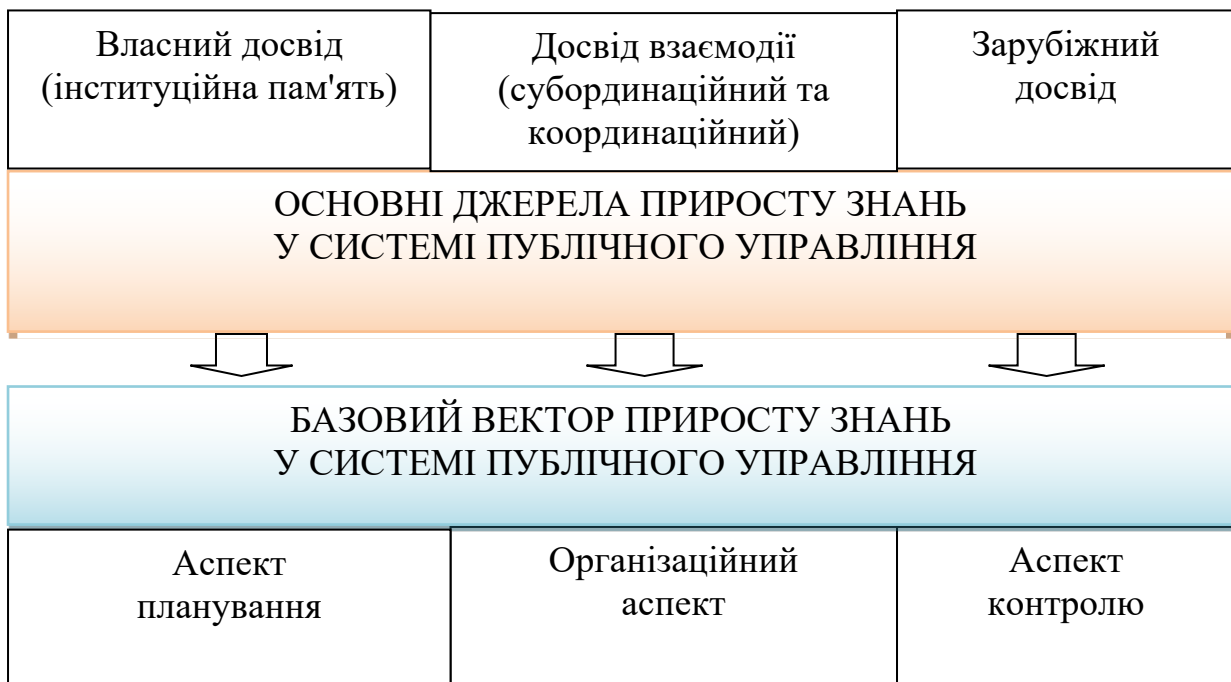 Власний досвід
(інституційна пам'ять)
Досвід взаємодії
(субординаційний та
координаційний)
Зарубіжний
досвід
ОСНОВНІ ДЖЕРЕЛА ПРИРОСТУ ЗНАНЬ
У СИСТЕМІ ПУБЛІЧНОГО УПРАВЛІННЯ
БАЗОВИЙ ВЕКТОР ПРИРОСТУ ЗНАНЬ
У СИСТЕМІ ПУБЛІЧНОГО УПРАВЛІННЯ
Аспект
планування
Організаційний
аспект
Аспект
контролю